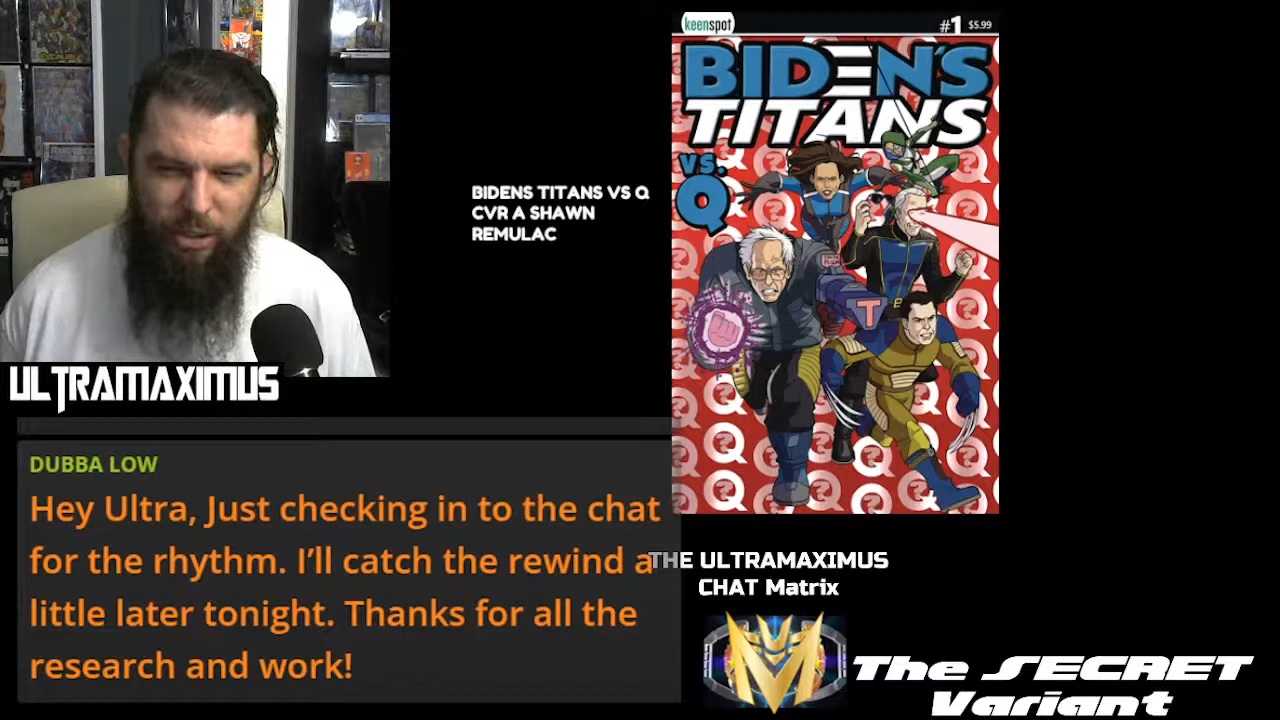 keenspot
#1 $5.99
BIDEN'S
TITANS
VS.
Q
T
BIDENS TITANS VS Q
CVR A SHAWN
REMULAC
ULTRAMAXIMUS
DUBBA LOW
Hey Ultra, Just checking in to the chat
for the rhythm. I'll catch the rewind a
little later tonight. Thanks for all the
research and work!
THE ULTRAMAXIMUS
CHAT Matrix
The SECRET
Variant